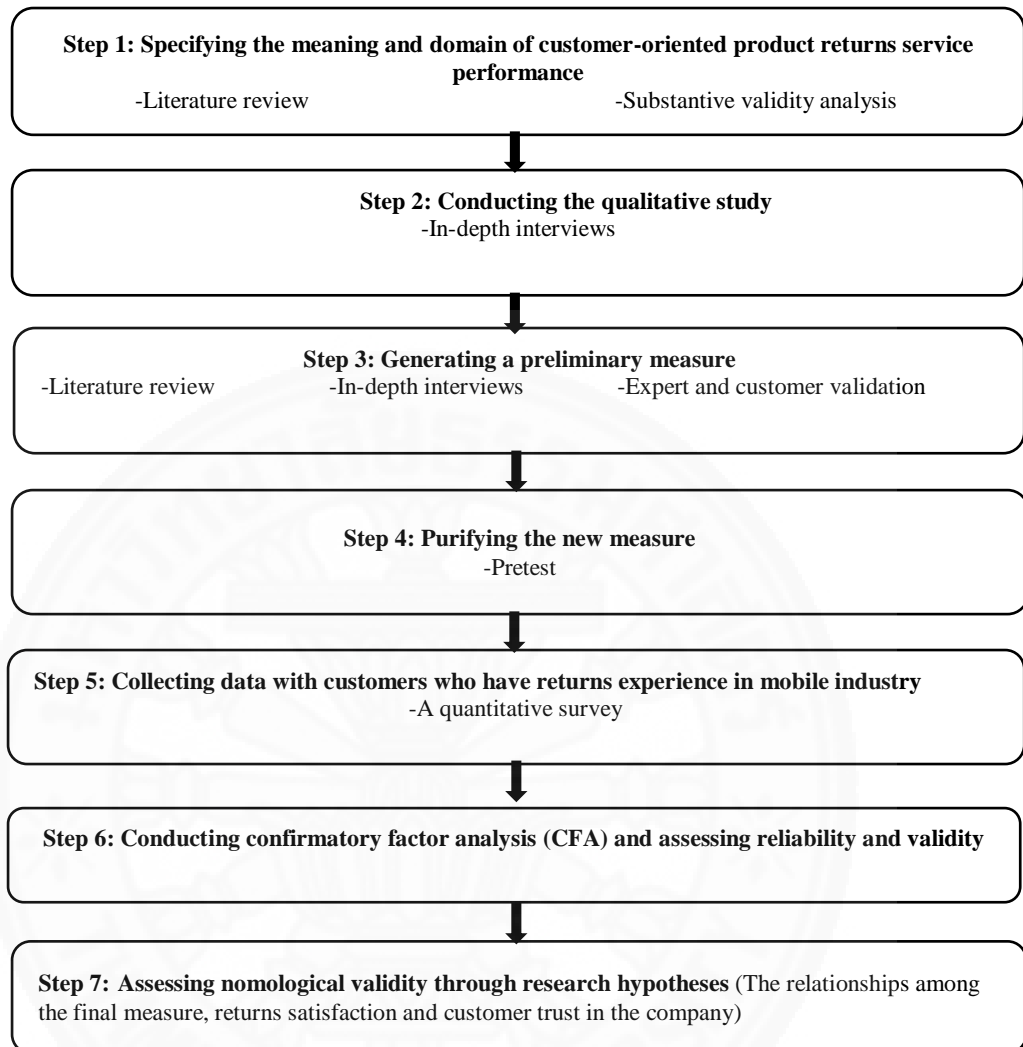 Step 1: Specifying the meaning and domain of customer-oriented product returns service
performance
-Literature review -Substantive validity analysis
Step 2: Conducting the qualitative study
-In-depth interviews
Step 3: Generating a preliminary measure
-Literature review -In-depth interviews -Expert and customer validation
Step 4: Purifying the new measure
-Pretest
Step 5: Collecting data with customers who have returns experience in mobile industry
-A quantitative survey
Step 6: Conducting confirmatory factor analysis (CFA) and assessing reliability and validity
Step 7: Assessing nomological validity through research hypotheses (The relationships among
the final measure, returns satisfaction and customer trust in the company)